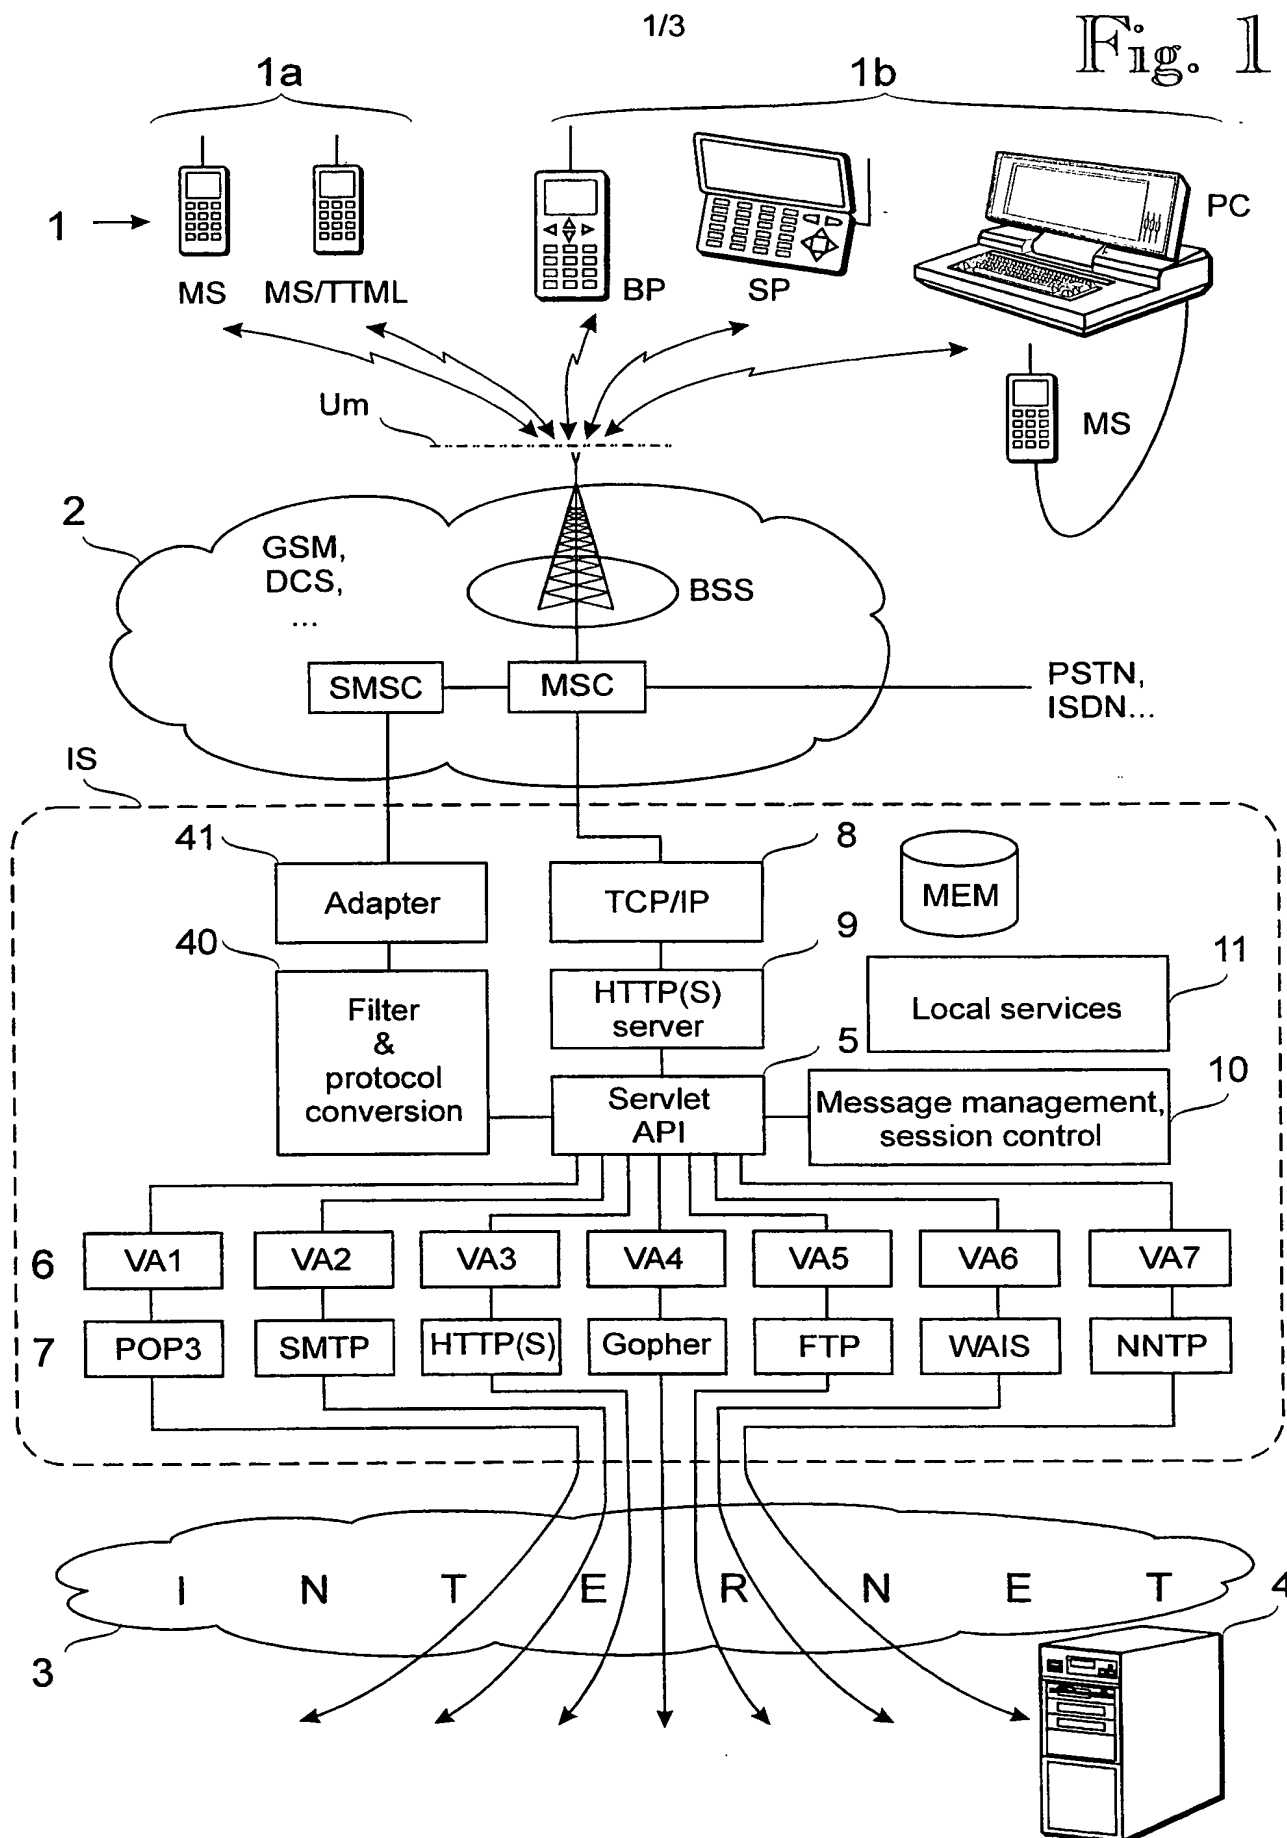 1/3
Fig. 1
1a
1b
1
MS
MS/TTML
BP
SP
PC
MS
Um
2
GSM,
DCS,
...
BSS
SMSC
MSC
PSTN,
ISDN...
IS
41
Adapter
8
TCP/IP
MEM
40
Filter
&
protocol
conversion
9
HTTP(S)
server
11
Local services
5
Servlet
API
10
Message management,
session control
6
VA1
VA2
VA3
VA4
VA5
VA6
VA7
7
POP3
SMTP
HTTP(S)
Gopher
FTP
WAIS
NNTP
I N T E R N E T
3
4